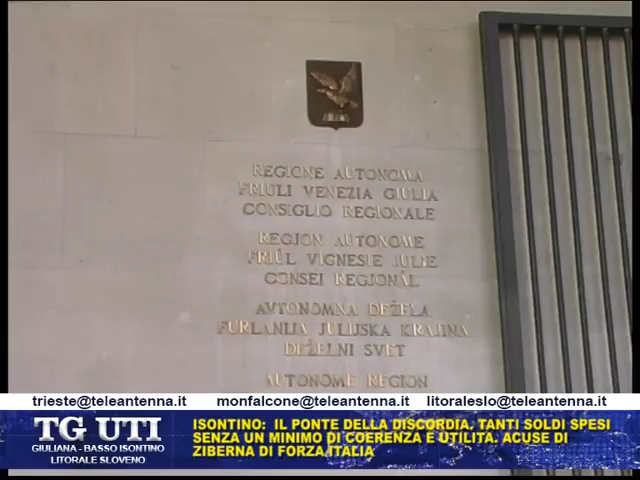 REGIONE AUTONOMA
FRIULI VENEZIA GIULIA
CONSIGLIO REGIONALE
REGJON AUTONOME
FRIÛL VIGNESIE JULIE
CONSEI REGJONÂL
AVTONOMNA DEŽELA
FURLANIJA JULIJSKA KRAJINA
DEŽELNI SVET
AUTONOME REGION
trieste@teleantenna.it monfalcone@teleantenna.it litoraleslo@teleantenna.it
TG UTI
GIULIANA - BASSO ISONTINO
LITORALE SLOVENO
ISONTINO: IL PONTE DELLA DISCORDIA. TANTI SOLDI SPESI
SENZA UN MINIMO DI COERENZA E UTILITA. ACUSE DI
ZIBERNA DI FORZA ITALIA